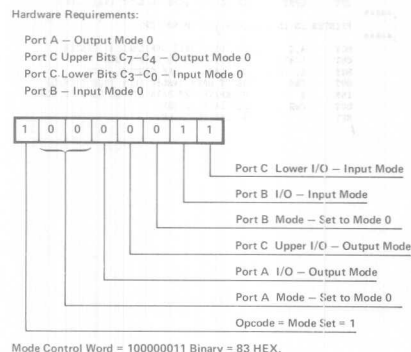 Hardware Requirements:
Port A — Output Mode 0
Port C Upper Bits C7–C4 — Output Mode 0
Port C Lower Bits C3–C0 — Input Mode 0
Port B — Input Mode 0
1 0 0 0 0 0 1 1
Port C Lower I/O — Input Mode
Port B I/O — Input Mode
Port B Mode — Set to Mode 0
Port C Upper I/O — Output Mode
Port A I/O — Output Mode
Port A Mode — Set to Mode 0
Opcode = Mode Set = 1
Mode Control Word = 100000011 Binary = 83 HEX.